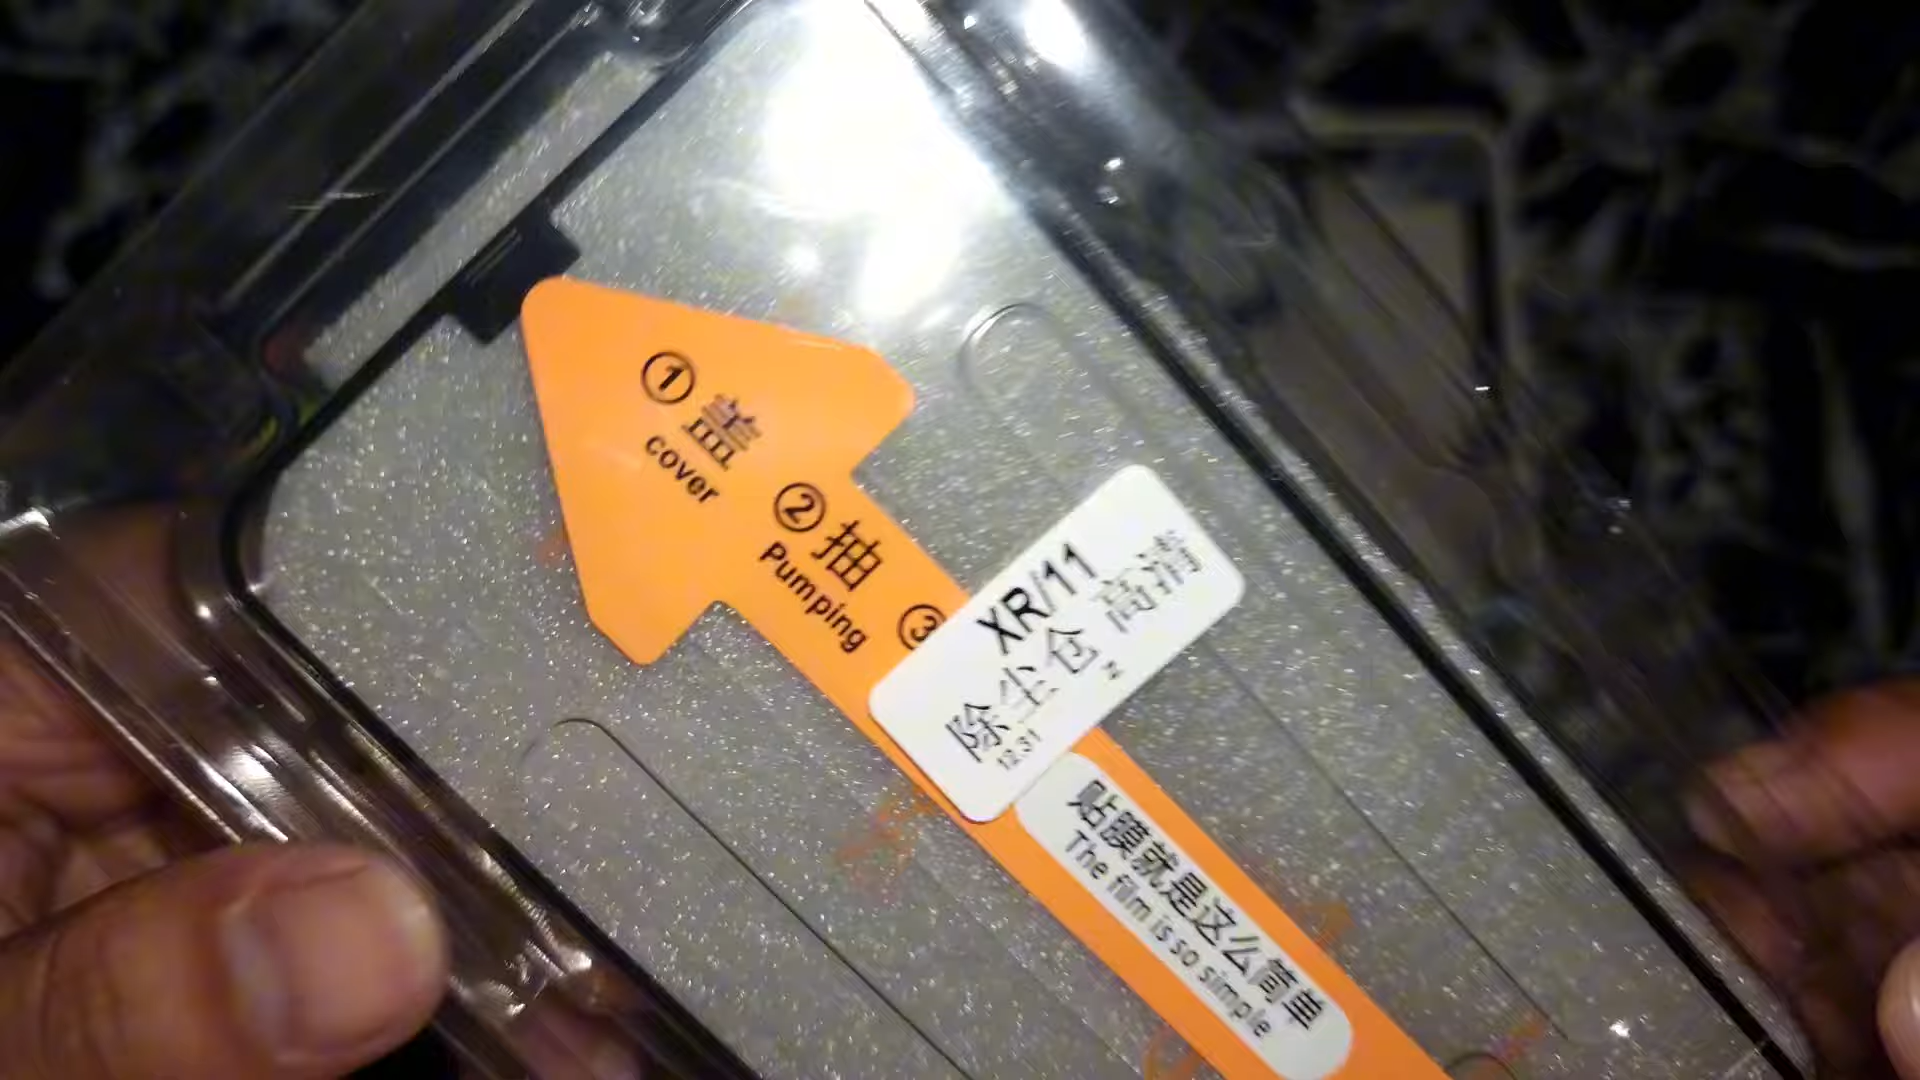 ① 盖
cover
② 抽
Pumping
③
XR/11
除尘仓 高清
12.31
z
贴膜就是这么简单
The film is so simple